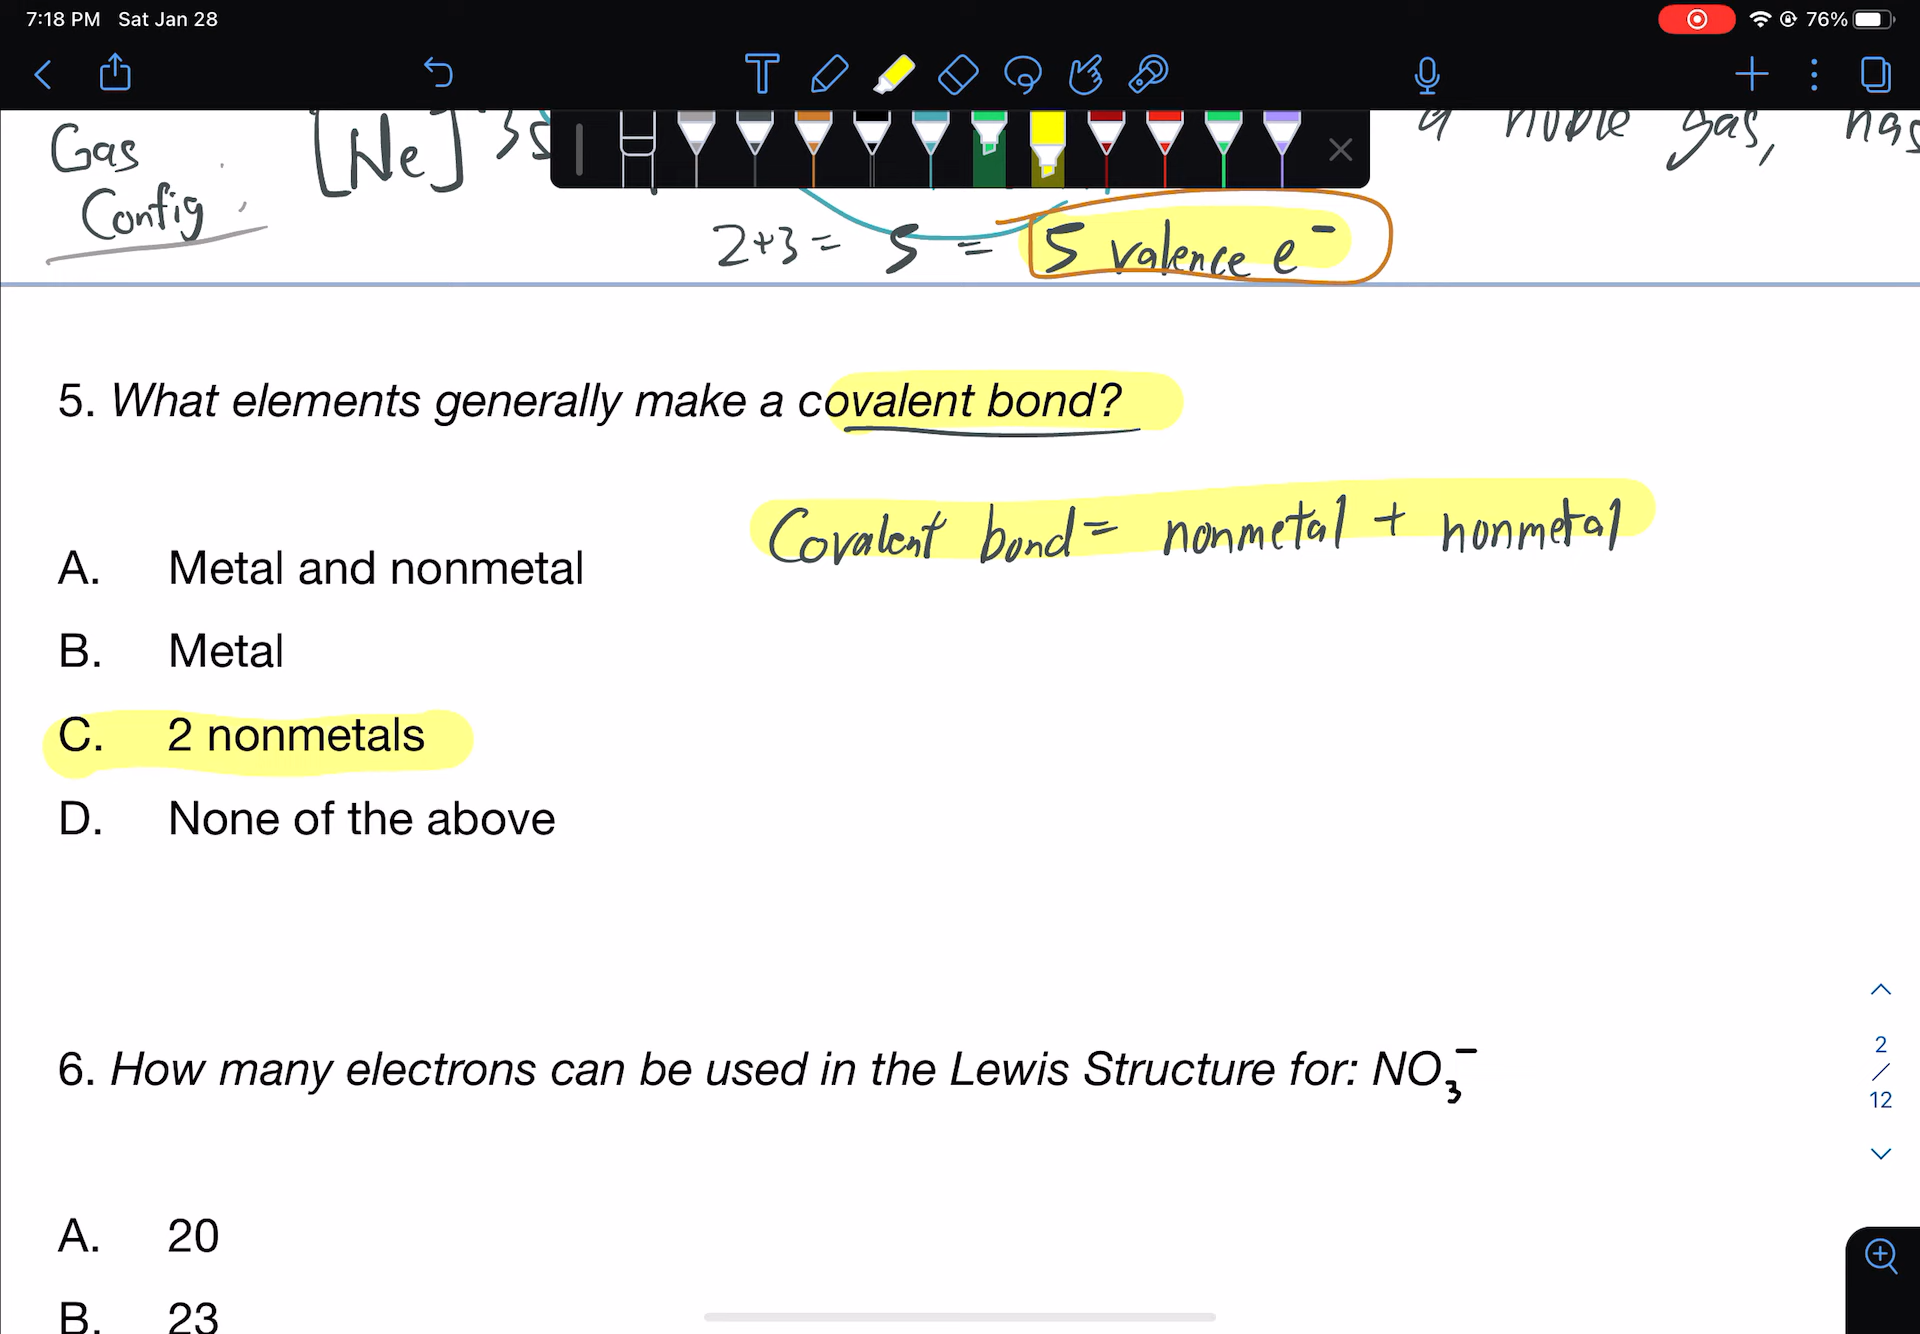 7:18 PM Sat Jan 28
76%
T
a noble gas, has
Gas [Ne] 3s
Config
2+3 = 5 = 5 valence e⁻
5. What elements generally make a covalent bond?
Covalent bond = nonmetal + nonmetal
A. Metal and nonmetal
B. Metal
C. 2 nonmetals
D. None of the above
6. How many electrons can be used in the Lewis Structure for: NO₃⁻
A. 20
B. 23
2
/
12